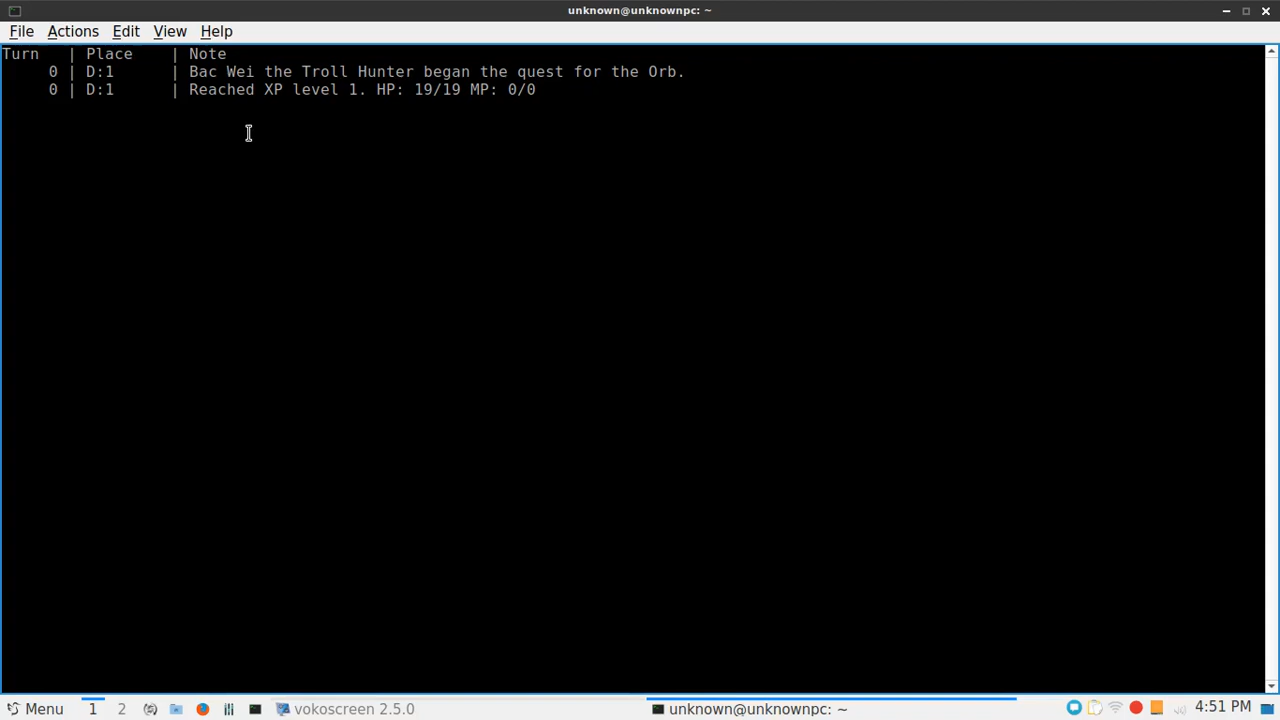 unknown@unknownpc: ~
File Actions Edit View Help
Turn | Place | Note
0 | D:1 | Bac Wei the Troll Hunter began the quest for the Orb.
0 | D:1 | Reached XP level 1. HP: 19/19 MP: 0/0
Menu 1 2 vokoscreen 2.5.0 unknown@unknownpc: ~ 4:51 PM